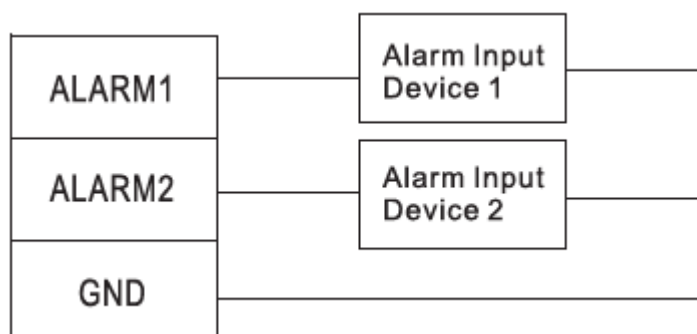 ALARM1
Alarm Input
Device 1
ALARM2
Alarm Input
Device 2
GND